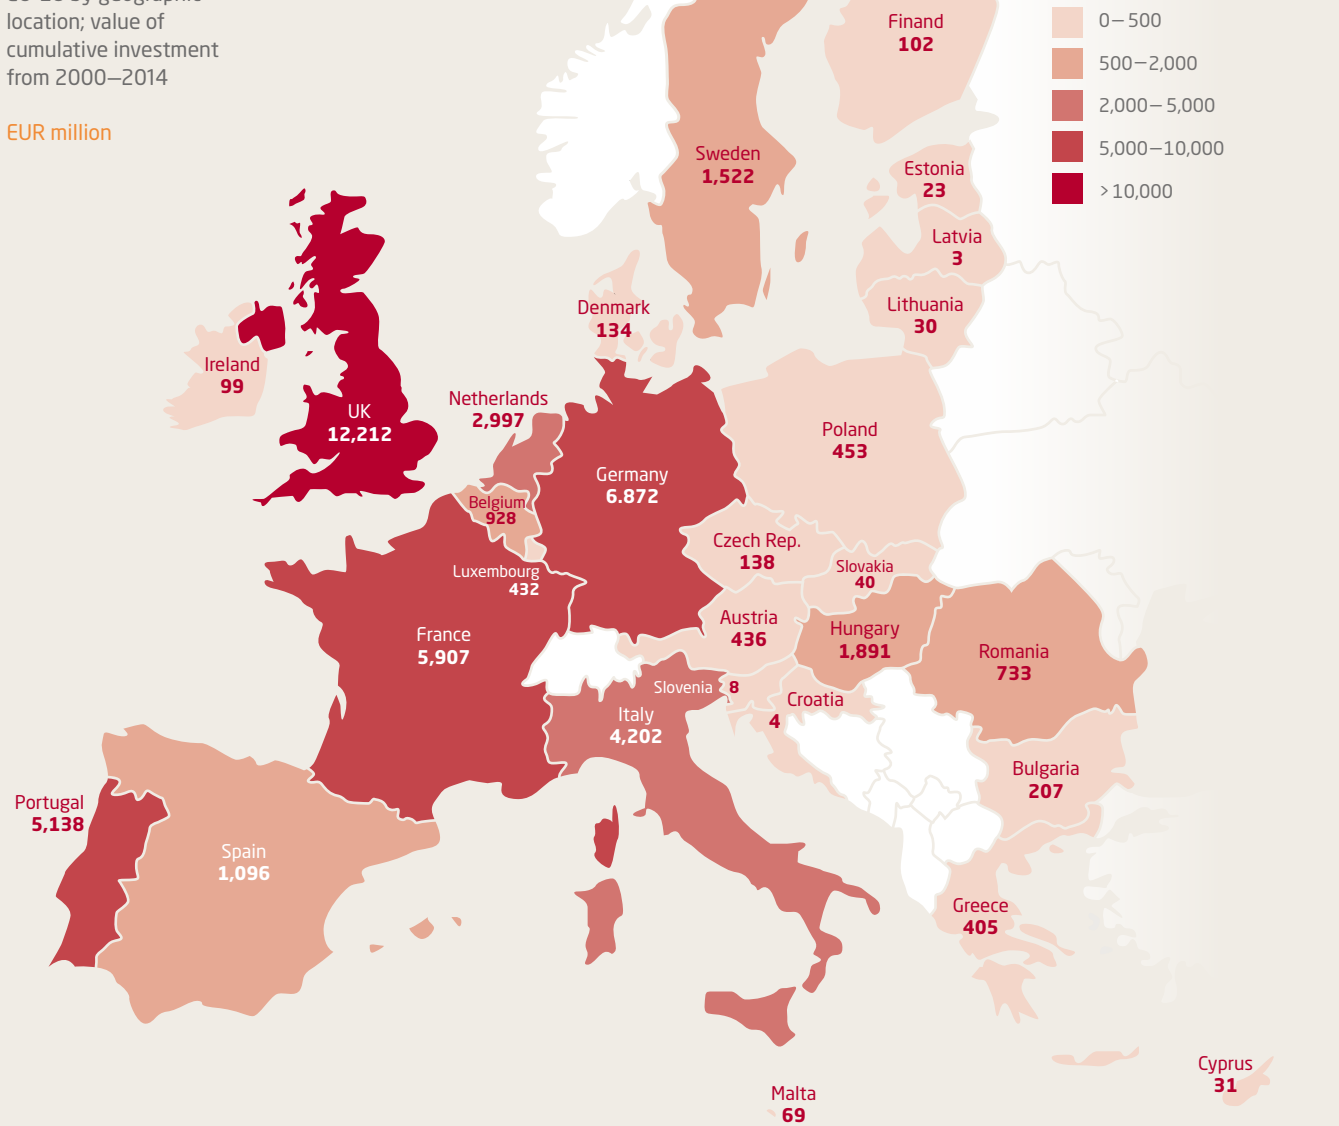 location; value of
cumulative investment
from 2000—2014
EUR million
0—500
500—2,000
2,000—5,000
5,000—10,000
>10,000
Finand
102
Sweden
1,522
Estonia
23
Latvia
3
Lithuania
30
Denmark
134
Ireland
99
UK
12,212
Netherlands
2,997
Germany
6.872
Poland
453
Belgium
928
Czech Rep.
138
Slovakia
40
Luxembourg
432
Austria
436
Hungary
1,891
France
5,907
Romania
733
Slovenia
8
Croatia
4
Italy
4,202
Bulgaria
207
Portugal
5,138
Spain
1,096
Greece
405
Cyprus
31
Malta
69